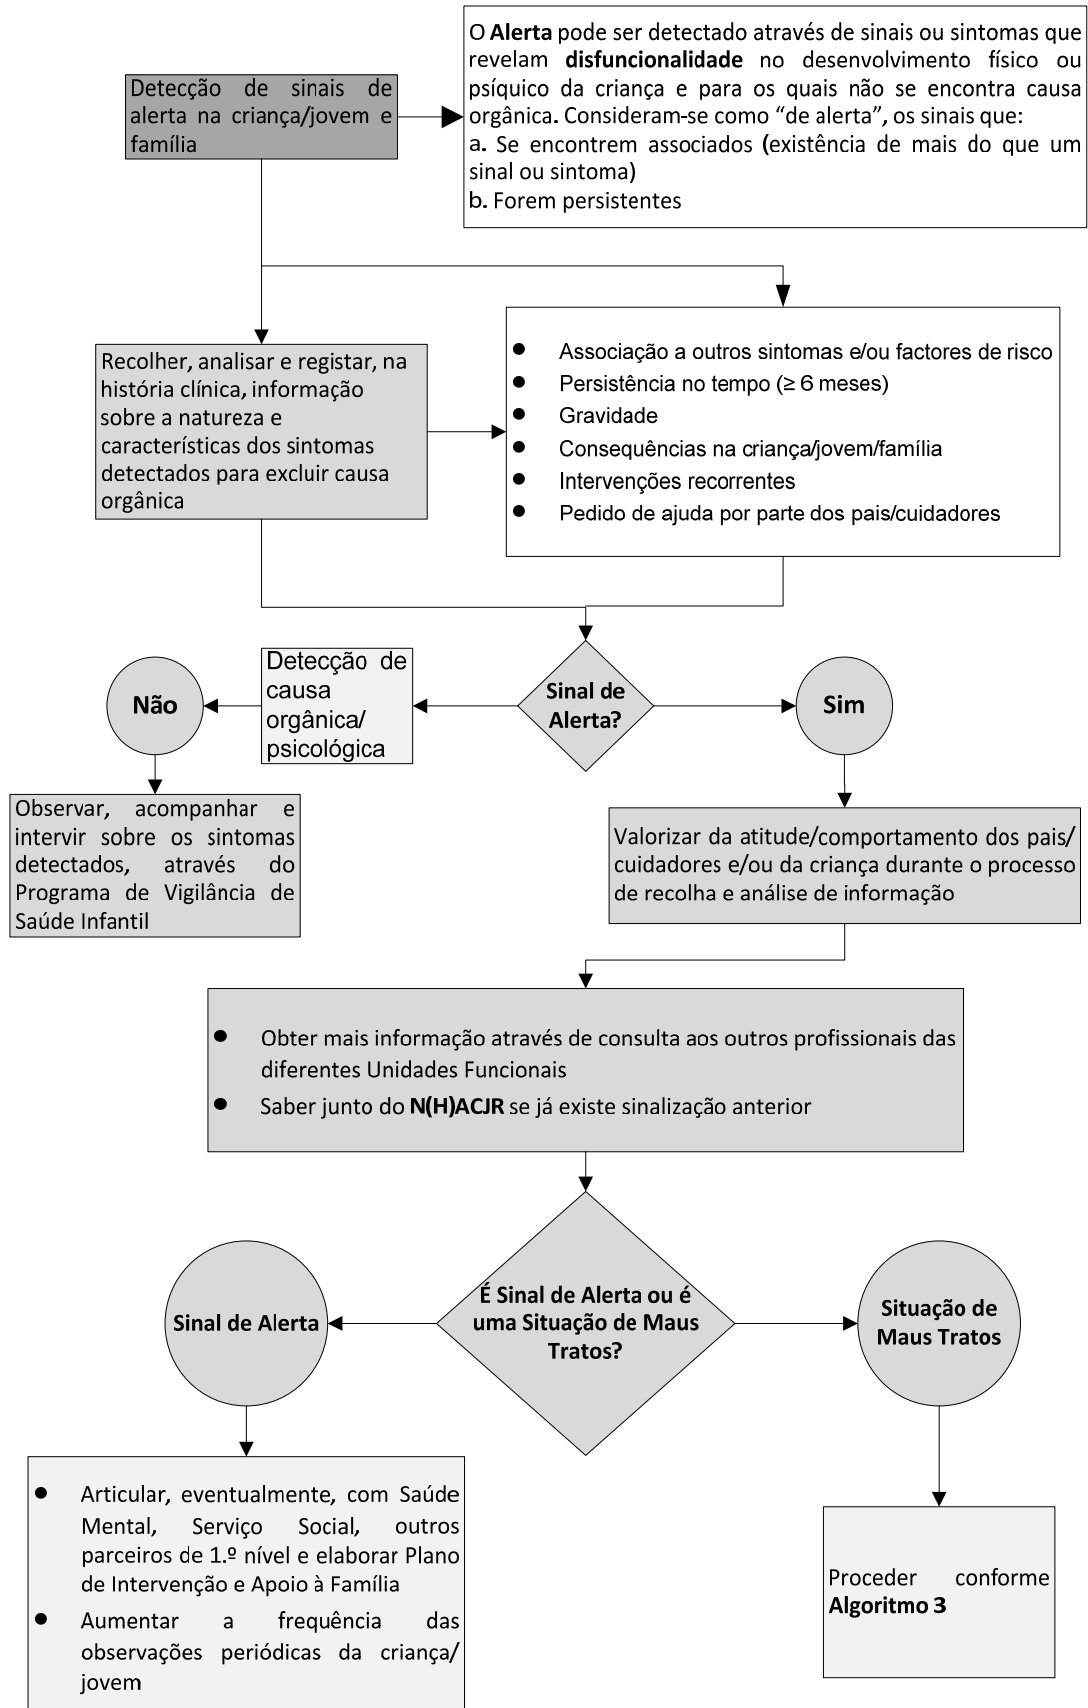 Detecção de sinais de
alerta na criança/jovem e
família
O Alerta pode ser detectado através de sinais ou sintomas que
revelam disfuncionalidade no desenvolvimento físico ou
psíquico da criança e para os quais não se encontra causa
orgânica. Consideram-se como “de alerta”, os sinais que:
a. Se encontrem associados (existência de mais do que um
sinal ou sintoma)
b. Forem persistentes
Recolher, analisar e registar, na
história clínica, informação
sobre a natureza e
características dos sintomas
detectados para excluir causa
orgânica
● Associação a outros sintomas e/ou factores de risco
● Persistência no tempo (≥ 6 meses)
● Gravidade
● Consequências na criança/jovem/família
● Intervenções recorrentes
● Pedido de ajuda por parte dos pais/cuidadores
Sinal de
Alerta?
Detecção de
causa
orgânica/
psicológica
Não
Sim
Observar, acompanhar e
intervir sobre os sintomas
detectados, através do
Programa de Vigilância de
Saúde Infantil
Valorizar da atitude/comportamento dos pais/
cuidadores e/ou da criança durante o processo
de recolha e análise de informação
● Obter mais informação através de consulta aos outros profissionais das
diferentes Unidades Funcionais
● Saber junto do N(H)ACJR se já existe sinalização anterior
É Sinal de Alerta ou é
uma Situação de Maus
Tratos?
Sinal de Alerta
Situação de
Maus Tratos
● Articular, eventualmente, com Saúde
Mental, Serviço Social, outros
parceiros de 1.º nível e elaborar Plano
de Intervenção e Apoio à Família
● Aumentar a frequência das
observações periódicas da criança/
jovem
Proceder conforme
Algoritmo 3